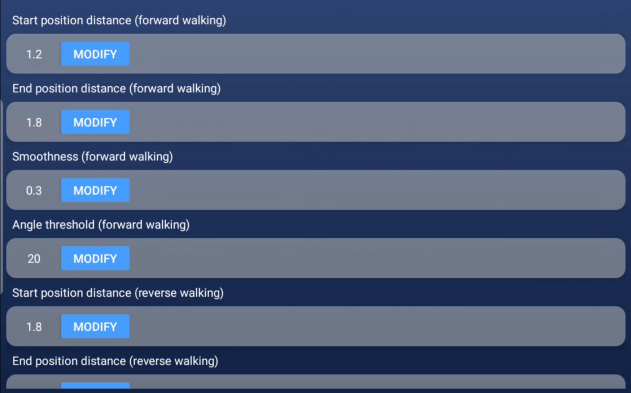 Start position distance (forward walking)
1.2 MODIFY
End position distance (forward walking)
1.8 MODIFY
Smoothness (forward walking)
0.3 MODIFY
Angle threshold (forward walking)
20 MODIFY
Start position distance (reverse walking)
1.8 MODIFY
End position distance (reverse walking)